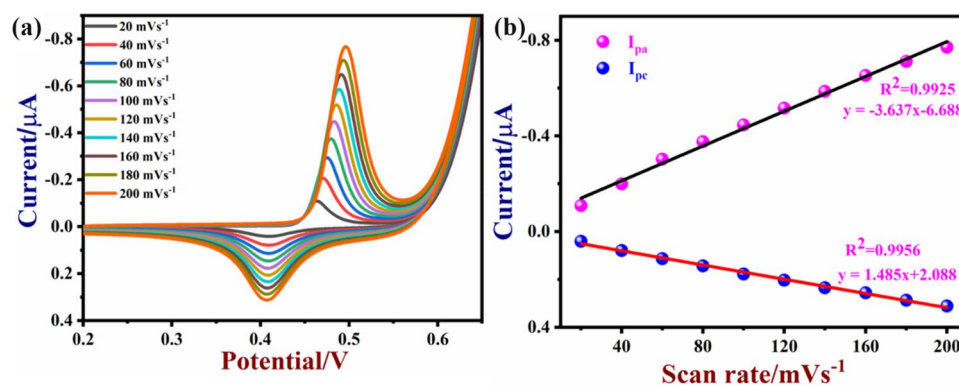 (a)
-0.8
-0.6
-0.4
-0.2
0.0
0.2
0.4
Current/µA
20 mVs-1
40 mVs-1
60 mVs-1
80 mVs-1
100 mVs-1
120 mVs-1
140 mVs-1
160 mVs-1
180 mVs-1
200 mVs-1
0.2 0.3 0.4 0.5 0.6
Potential/V
(b)
-0.8
-0.4
0.0
0.4
Current/µA
Ipa
Ipc
R2=0.9925
y = -3.637x-6.688
R2=0.9956
y = 1.485x+2.088
40 80 120 160 200
Scan rate/mVs-1